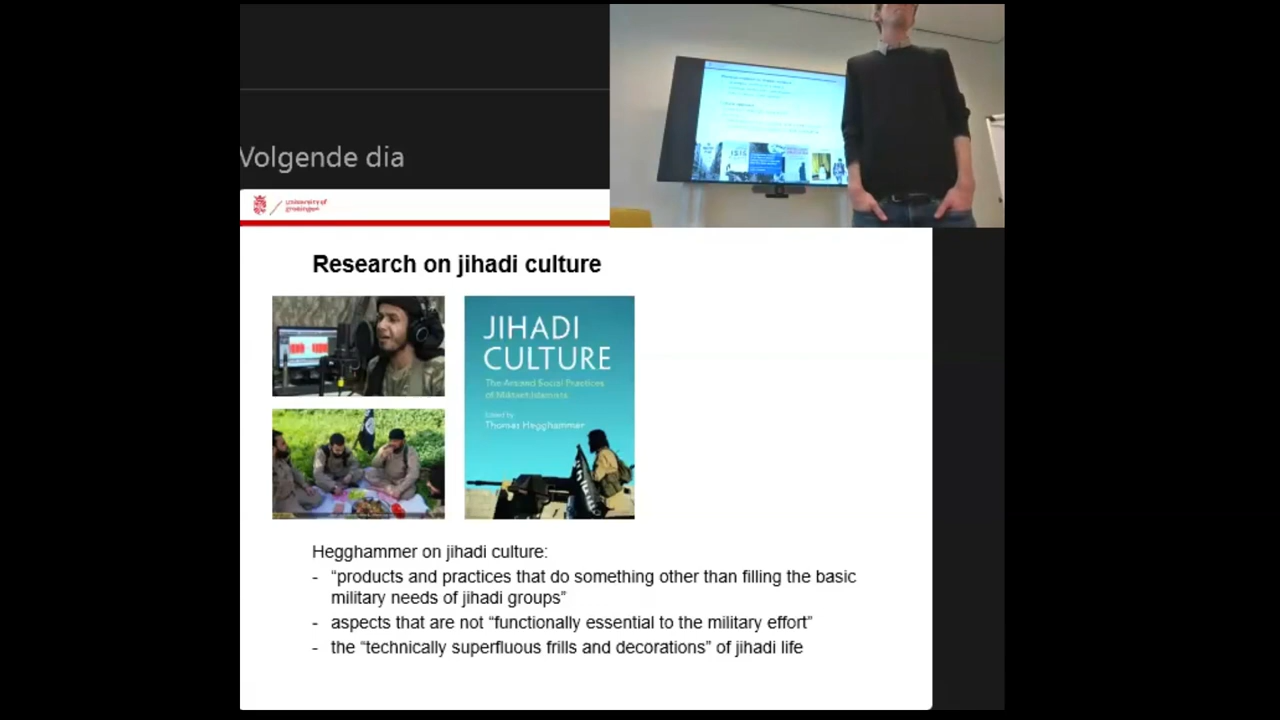 Volgende dia
university of
groningen
Research on jihadi culture
JIHADI
CULTURE
The Art and Social Practices
of Militant Islamists
Edited by
Thomas Hegghammer
Hegghammer on jihadi culture:
- “products and practices that do something other than filling the basic
military needs of jihadi groups”
- aspects that are not “functionally essential to the military effort”
- the “technically superfluous frills and decorations” of jihadi life